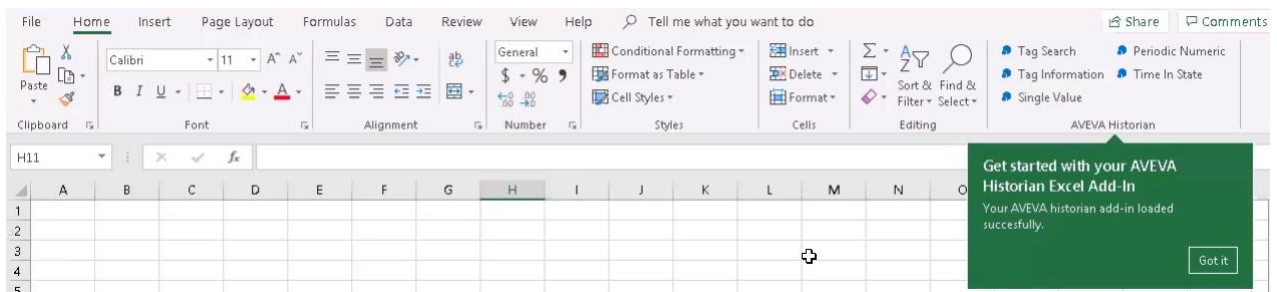 File Home Insert Page Layout Formulas Data Review View Help Tell me what you want to do Share Comments
Paste
Clipboard
Calibri 11 A^ A˅
B I U A
Font
ab
Alignment
General
$ % 9
.00 .00
Number
Conditional Formatting
Format as Table
Cell Styles
Styles
Insert
Delete
Format
Cells
Σ
A
Z
Sort & Filter
Find & Select
Editing
Tag Search
Tag Information
Single Value
Periodic Numeric
Time In State
AVEVA Historian
H11 fx
A B C D E F G H I J K L M N O
1
2
3
4
5
Get started with your AVEVA
Historian Excel Add-In
Your AVEVA historian add-in loaded
succesfully.
Got it